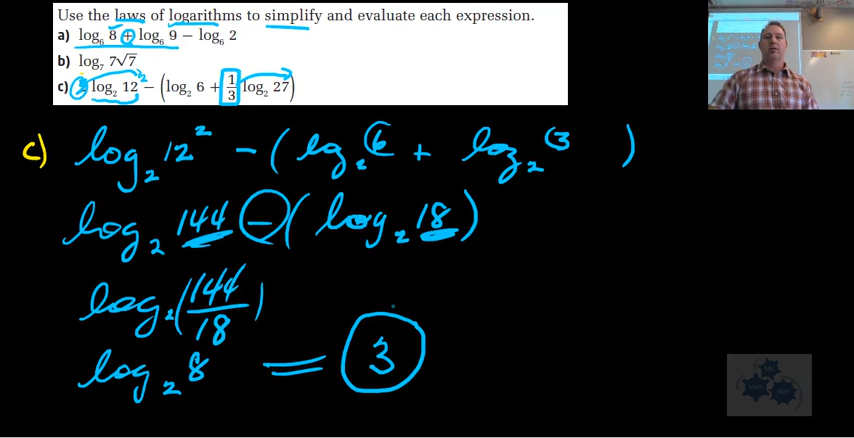 Use the laws of logarithms to simplify and evaluate each expression.
a) log₆ 8 + log₆ 9 − log₆ 2
b) log₇ 7√7
c) 2 log₂ 12 − (log₂ 6 + 1/3 log₂ 27)
c) log₂ 12² − (log₂ 6 + log₂ 3 )
log₂ 144 − (log₂ 18)
log₂ (144/18)
log₂ 8 = 3